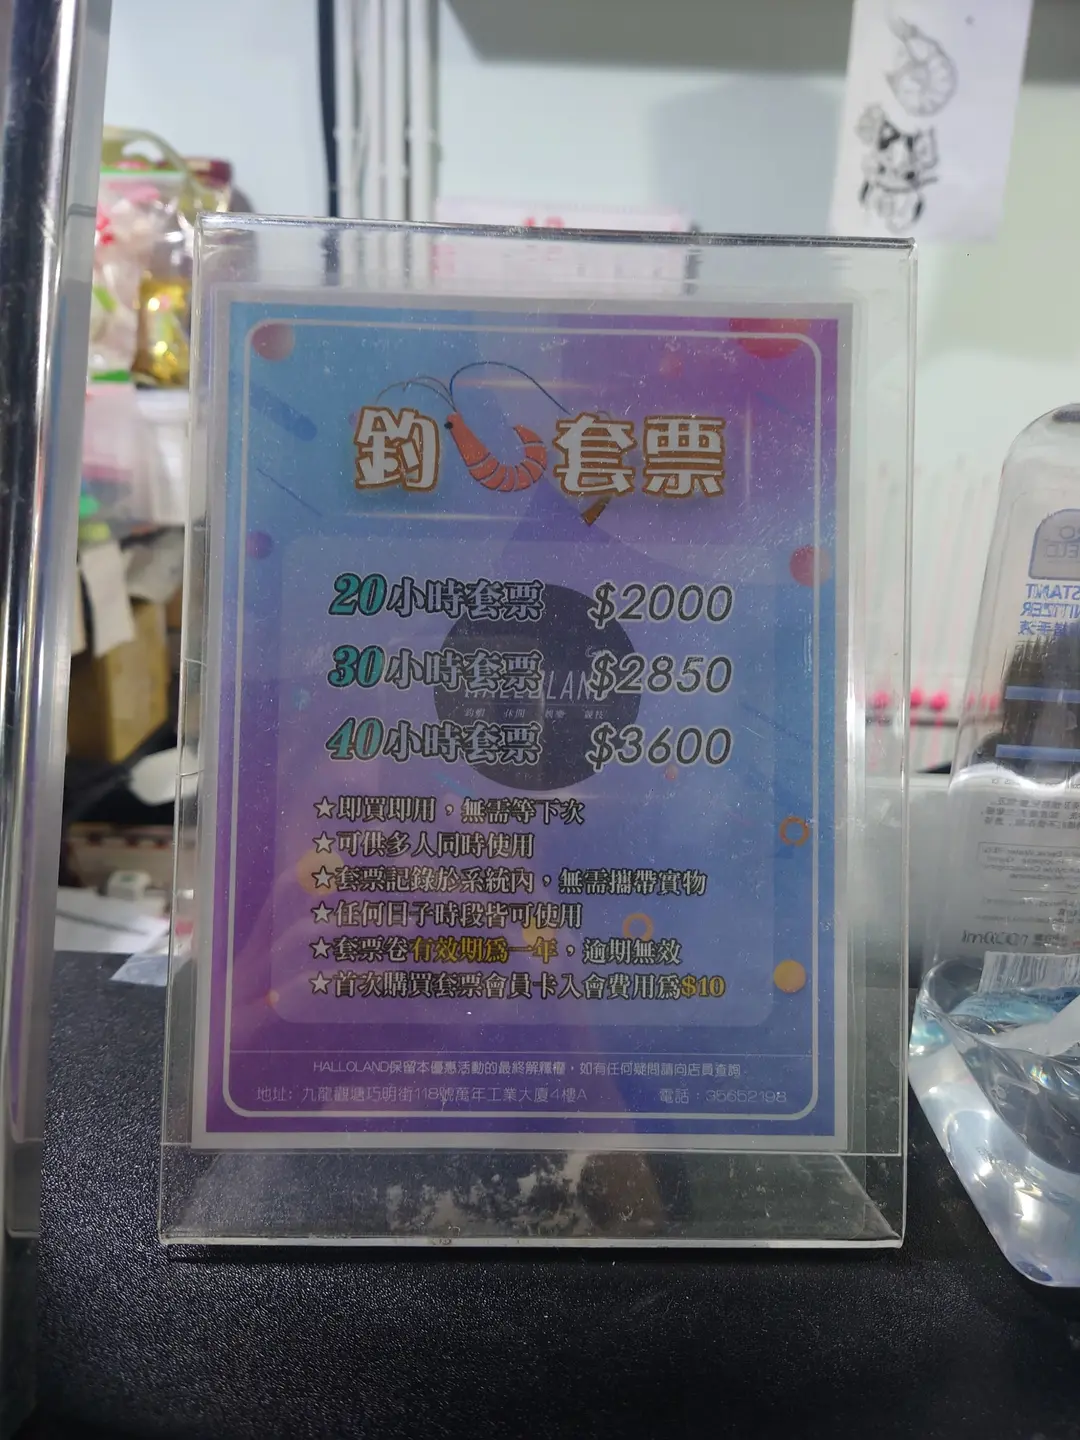 釣 套票
20小時套票 $2000
30小時套票 $2850
40小時套票 $3600
★即買即用，無需等下次
★可供多人同時使用
★套票記錄於系統內，無需攜帶實物
★任何日子時段皆可使用
★套票卷有效期為一年，逾期無效
★首次購買套票會員卡入會費用為$10
HALLOLAND保留本優惠活動的最終解釋權，如有任何疑問請向店員查詢
地址: 九龍觀塘巧明街118號萬年工業大廈4樓A 電話：35652198